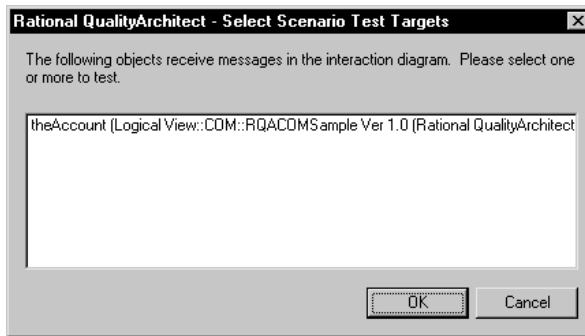 Rational QualityArchitect - Select Scenario Test Targets
The following objects receive messages in the interaction diagram. Please select one
or more to test.
theAccount (Logical View::COM::RQACOMSample Ver 1.0 (Rational QualityArchitect
OK
Cancel